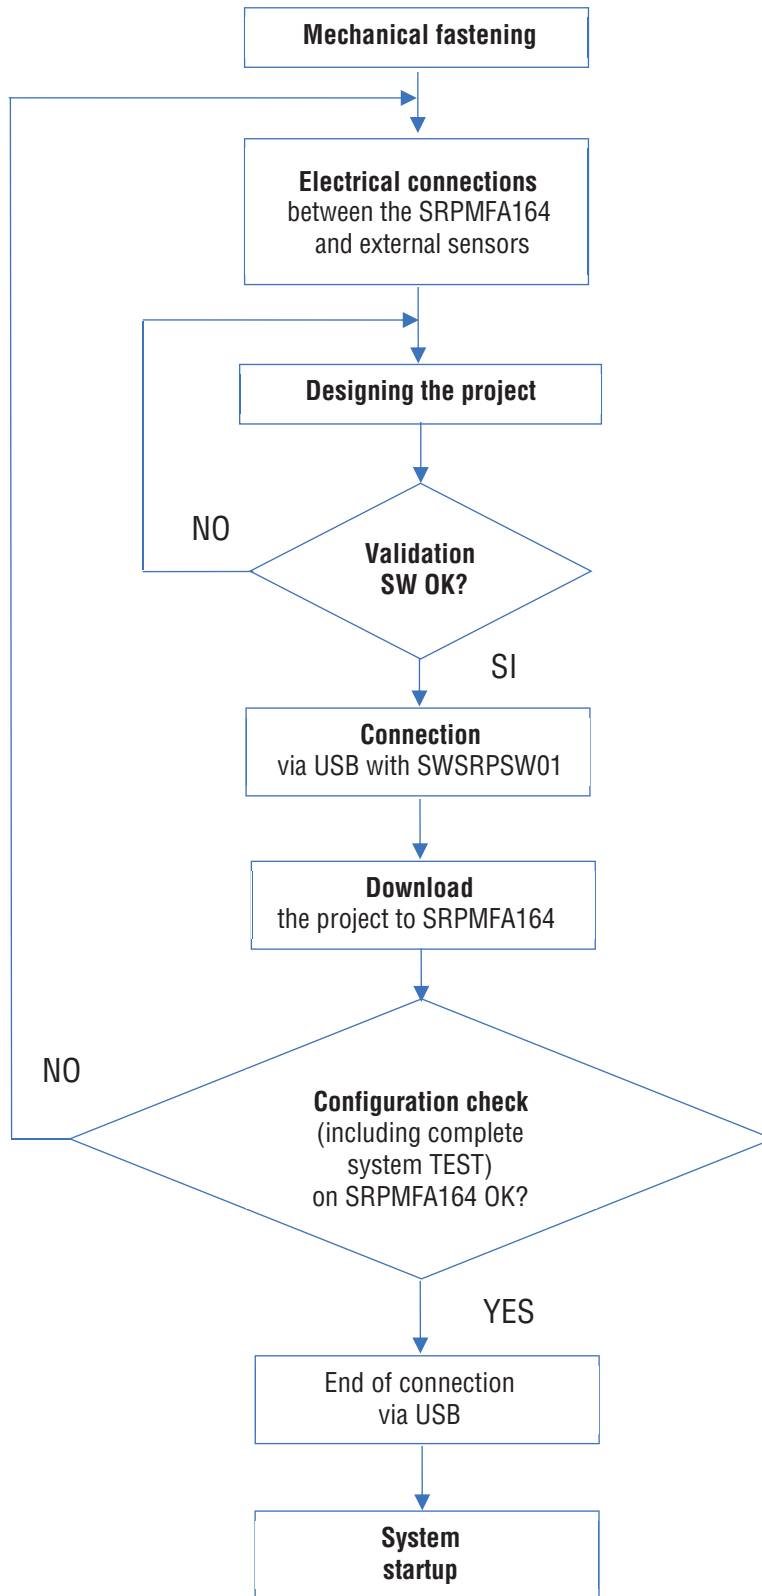 Mechanical fastening
Electrical connections
between the SRPMFA164
and external sensors
Designing the project
NO
Validation
SW OK?
SI
Connection
via USB with SWSRPSW01
Download
the project to SRPMFA164
NO
Configuration check
(including complete
system TEST)
on SRPMFA164 OK?
YES
End of connection
via USB
System
startup